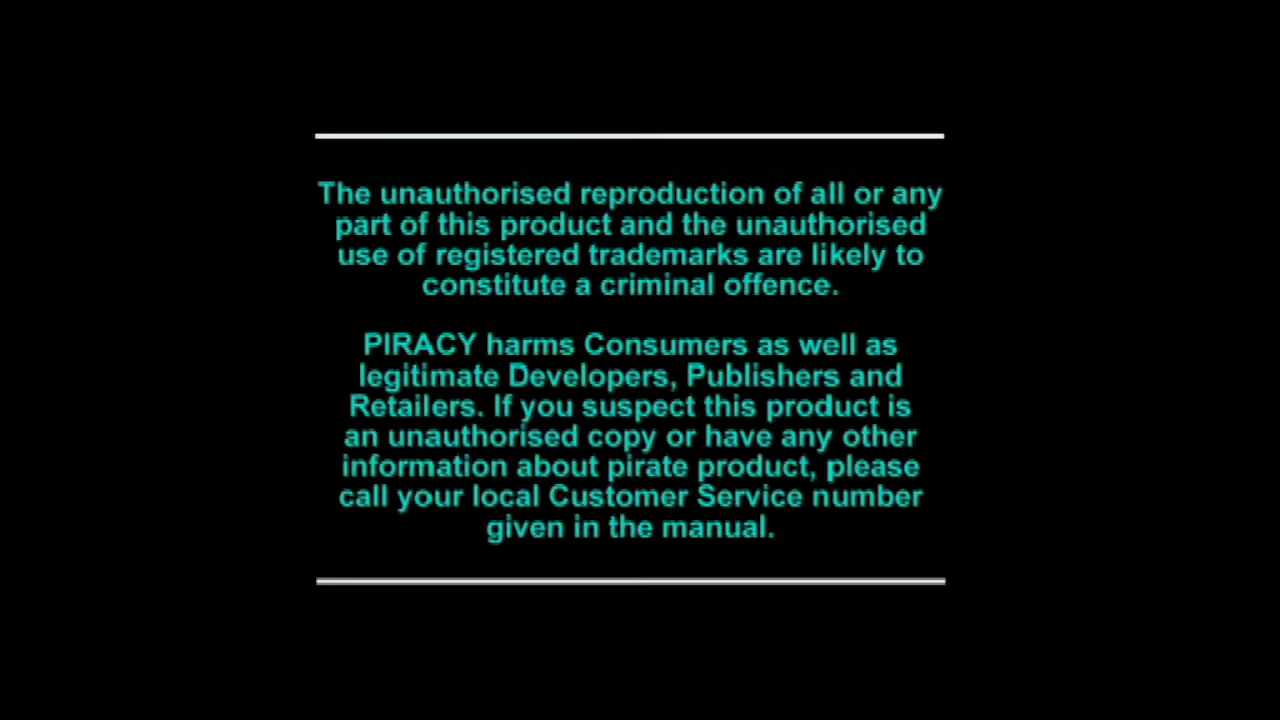 The unauthorised reproduction of all or any
part of this product and the unauthorised
use of registered trademarks are likely to
constitute a criminal offence.
PIRACY harms Consumers as well as
legitimate Developers, Publishers and
Retailers. If you suspect this product is
an unauthorised copy or have any other
information about pirate product, please
call your local Customer Service number
given in the manual.